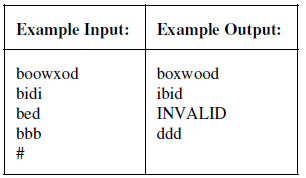 Example Input: Example Output:
boowxod boxwood
bidi ibid
bed INVALID
bbb ddd
#